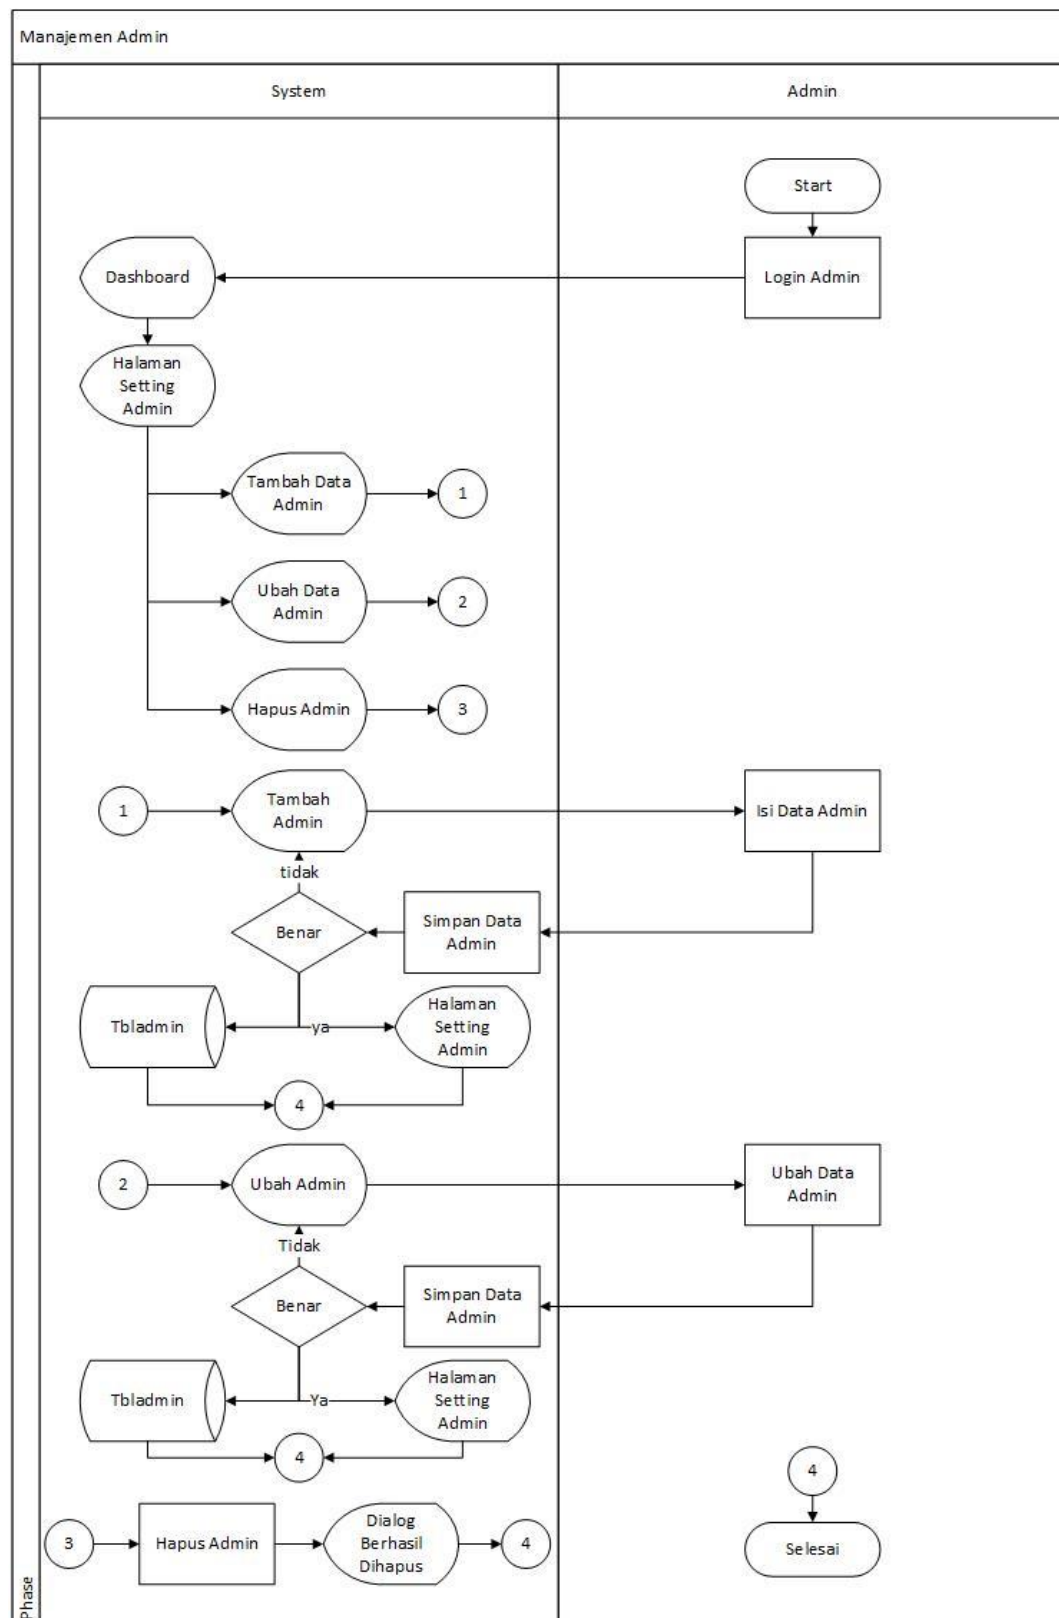 Manajemen Admin
System
Admin
Start
Dashboard
Login Admin
Halaman
Setting
Admin
Tambah Data
Admin
1
Ubah Data
Admin
2
Hapus Admin
3
1
Tambah
Admin
Isi Data Admin
tidak
Benar
Simpan Data
Admin
Tbladmin
ya
Halaman
Setting
Admin
4
2
Ubah Admin
Ubah Data
Admin
Tidak
Benar
Simpan Data
Admin
Tbladmin
Ya
Halaman
Setting
Admin
4
4
3
Hapus Admin
Dialog
Berhasil
Dihapus
4
Selesai
Phase